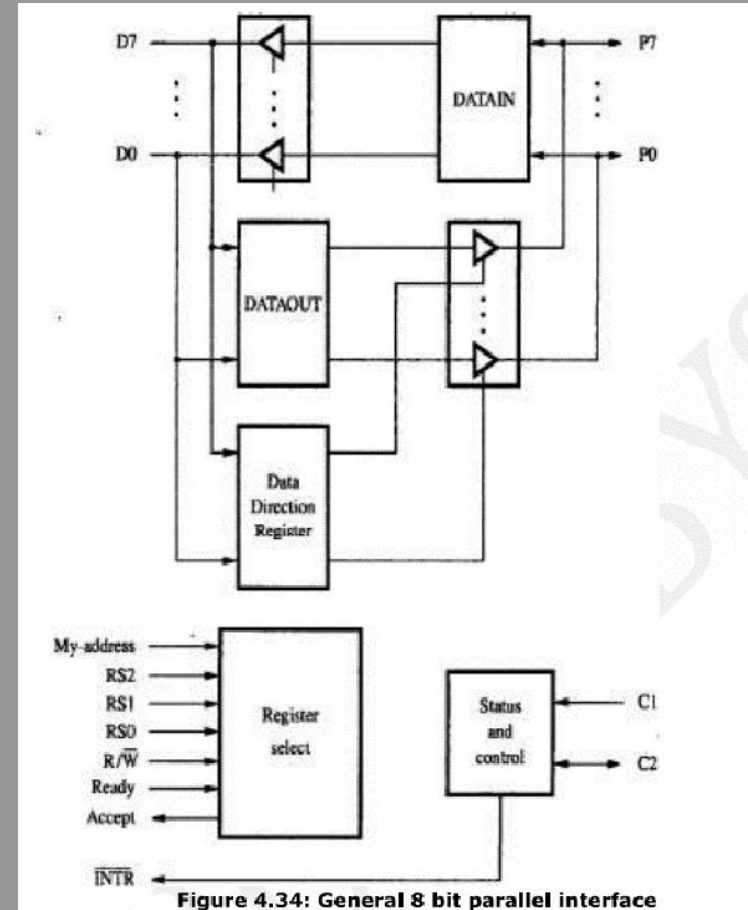 D7
P7
DATAIN
D0
P0
DATAOUT
Data
Direction
Register
My-address
RS2
RS1
RS0
R/W̅
Ready
Accept
Register
select
Status
and
control
C1
C2
I̅N̅T̅R̅
Figure 4.34: General 8 bit parallel interface